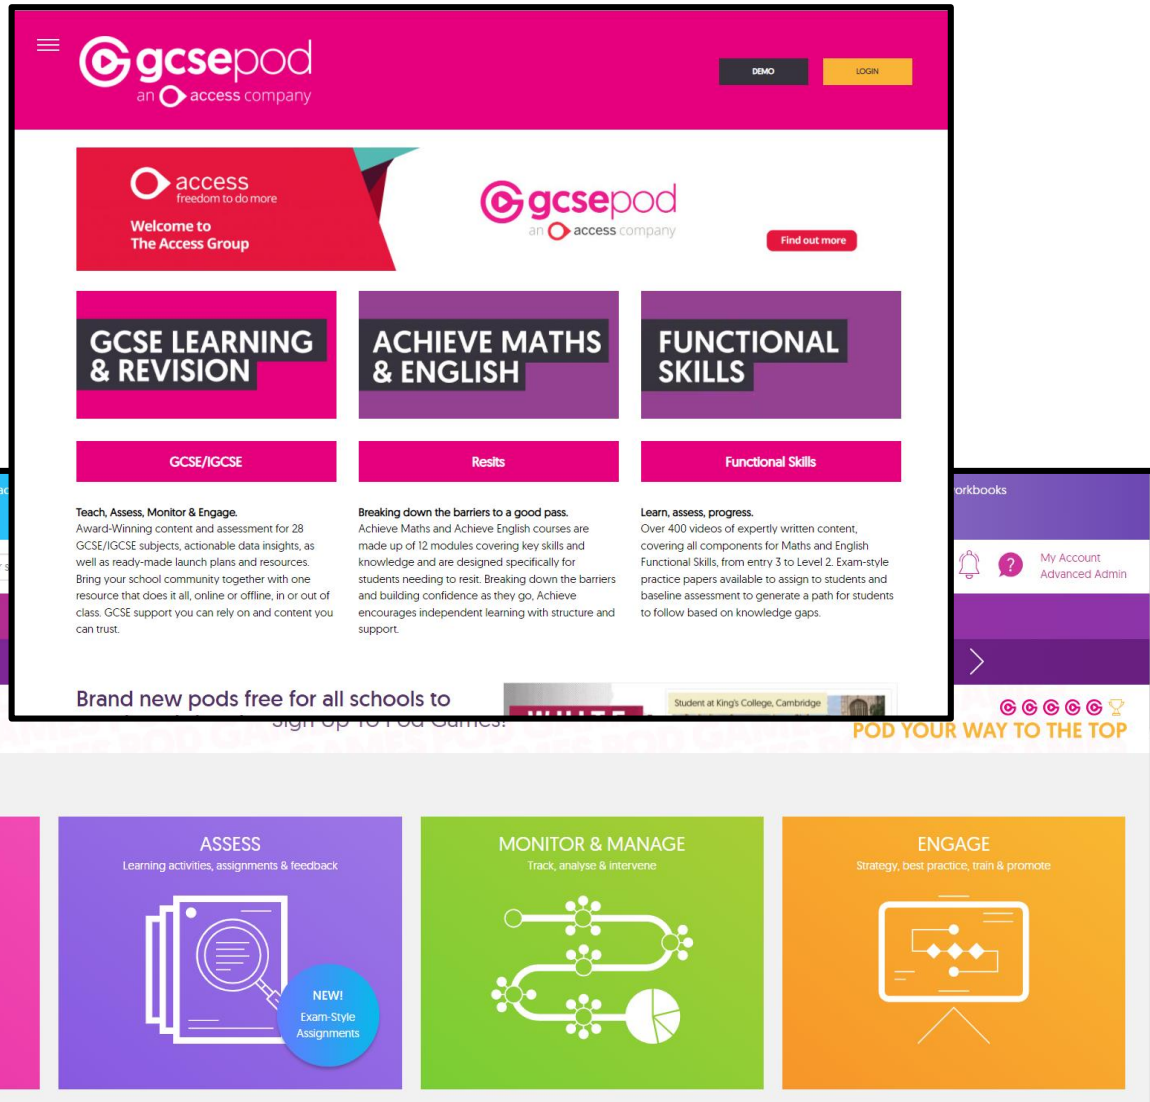 gcsepod
an access company
DEMO
LOGIN
access
freedom to do more
Welcome to
The Access Group
gcsepod
an access company
Find out more
GCSE LEARNING
& REVISION
ACHIEVE MATHS
& ENGLISH
FUNCTIONAL
SKILLS
GCSE/IGCSE
Resits
Functional Skills
Teach, Assess, Monitor & Engage.
Award-Winning content and assessment for 28
GCSE/IGCSE subjects, actionable data insights, as
well as ready-made launch plans and resources.
Bring your school community together with one
resource that does it all, online or offline, in or out of
class. GCSE support you can rely on and content you
can trust.
Breaking down the barriers to a good pass.
Achieve Maths and Achieve English courses are
made up of 12 modules covering key skills and
knowledge and are designed specifically for
students needing to resit. Breaking down the barriers
and building confidence as they go, Achieve
encourages independent learning with structure and
support.
Learn, assess, progress.
Over 400 videos of expertly written content,
covering all components for Maths and English
Functional Skills, from entry 3 to Level 2. Exam-style
practice papers available to assign to students and
baseline assessment to generate a path for students
to follow based on knowledge gaps.
Brand new pods free for all schools to
Student at King's College, Cambridge
orkbooks
?
My Account
Advanced Admin
Sign Up To Pod Games!
POD YOUR WAY TO THE TOP
ASSESS
Learning activities, assignments & feedback
NEW!
Exam-Style
Assignments
MONITOR & MANAGE
Track, analyse & intervene
ENGAGE
Strategy, best practice, train & promote